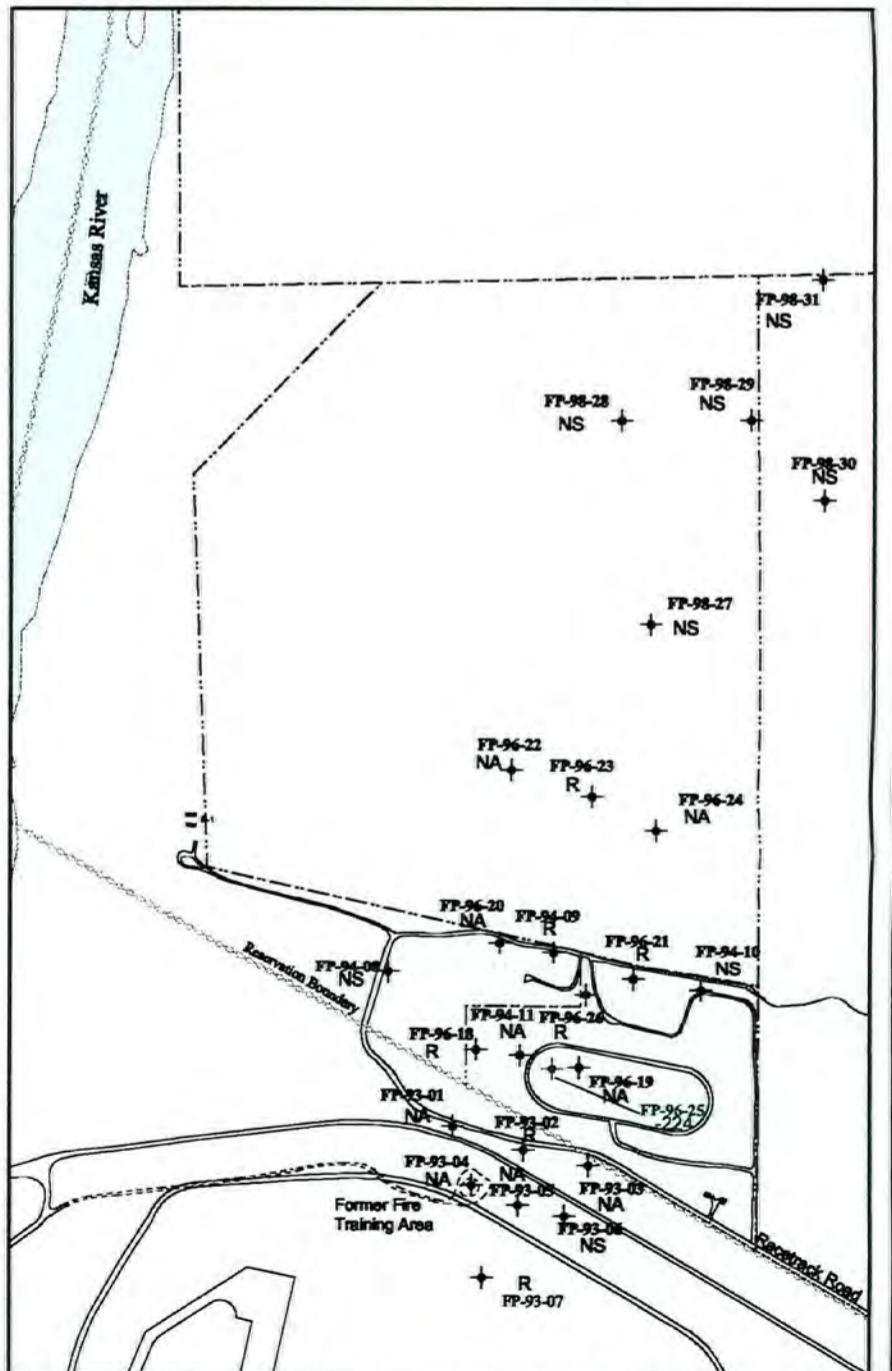 Kansas River
FP-98-31
NS
FP-98-29
NS
FP-98-28
NS
FP-98-30
NS
FP-98-27
NS
FP-96-22
NA
FP-96-23
R
FP-96-24
NA
FP-96-20
NA
FP-94-09
R
FP-96-21
R
FP-94-10
NS
FP-94-08
NS
Reservation Boundary
FP-94-11
NA
FP-96-26
R
FP-96-18
R
FP-96-19
NA
FP-96-25
-224
FP-93-01
NA
FP-93-02
R
FP-93-04
NA
NA
FP-93-05
FP-93-03
NA
FP-93-06
NS
Former Fire
Training Area
R
FP-93-07
Racetrack Road